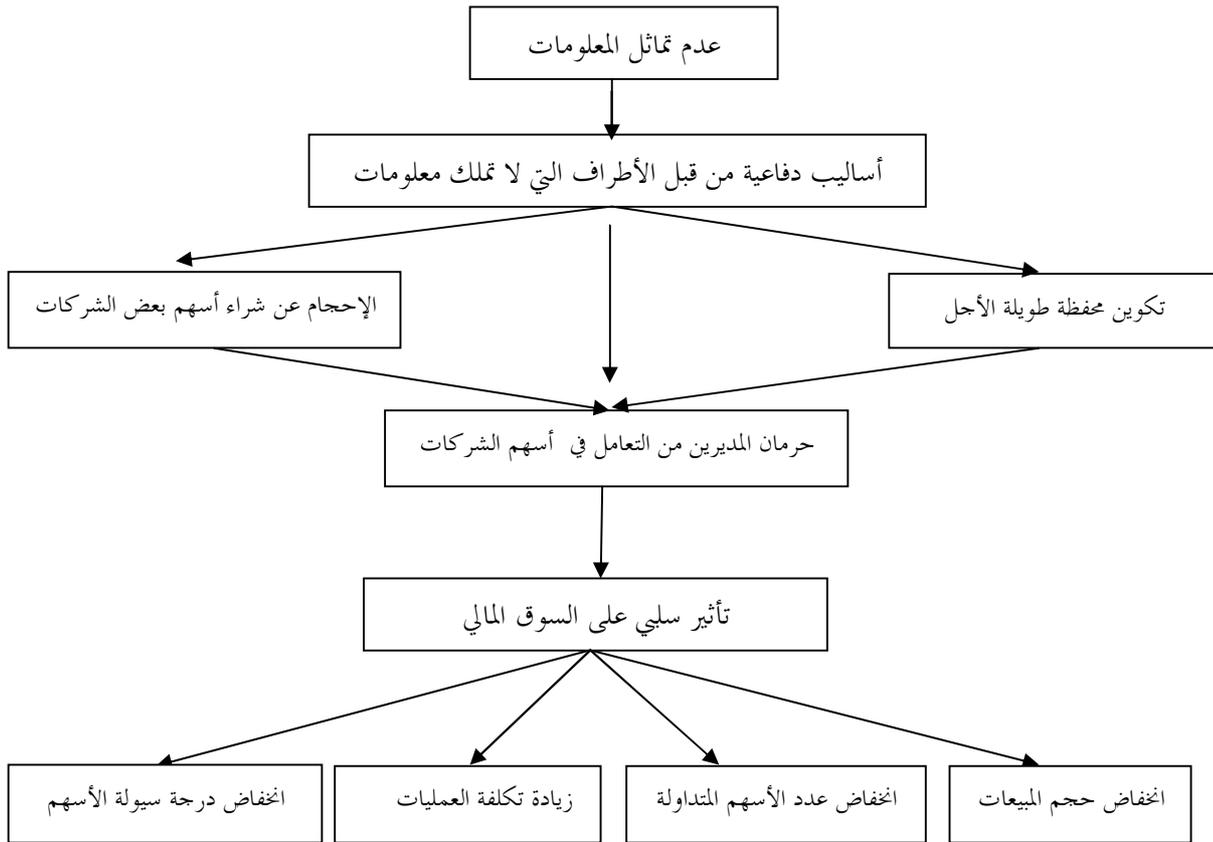 عدم تماثل المعلومات
أساليب دفاعية من قبل الأطراف التي لا تملك معلومات
تكوين محفظة طويلة الأجل
الإحجام عن شراء أسهم بعض الشركات
حرمان المديرين من التعامل في أسهم الشركات
تأثير سلبي على السوق المالي
انخفاض حجم المبيعات
انخفاض عدد الأسهم المتداولة
زيادة تكلفة العمليات
انخفاض درجة سيولة الأسهم